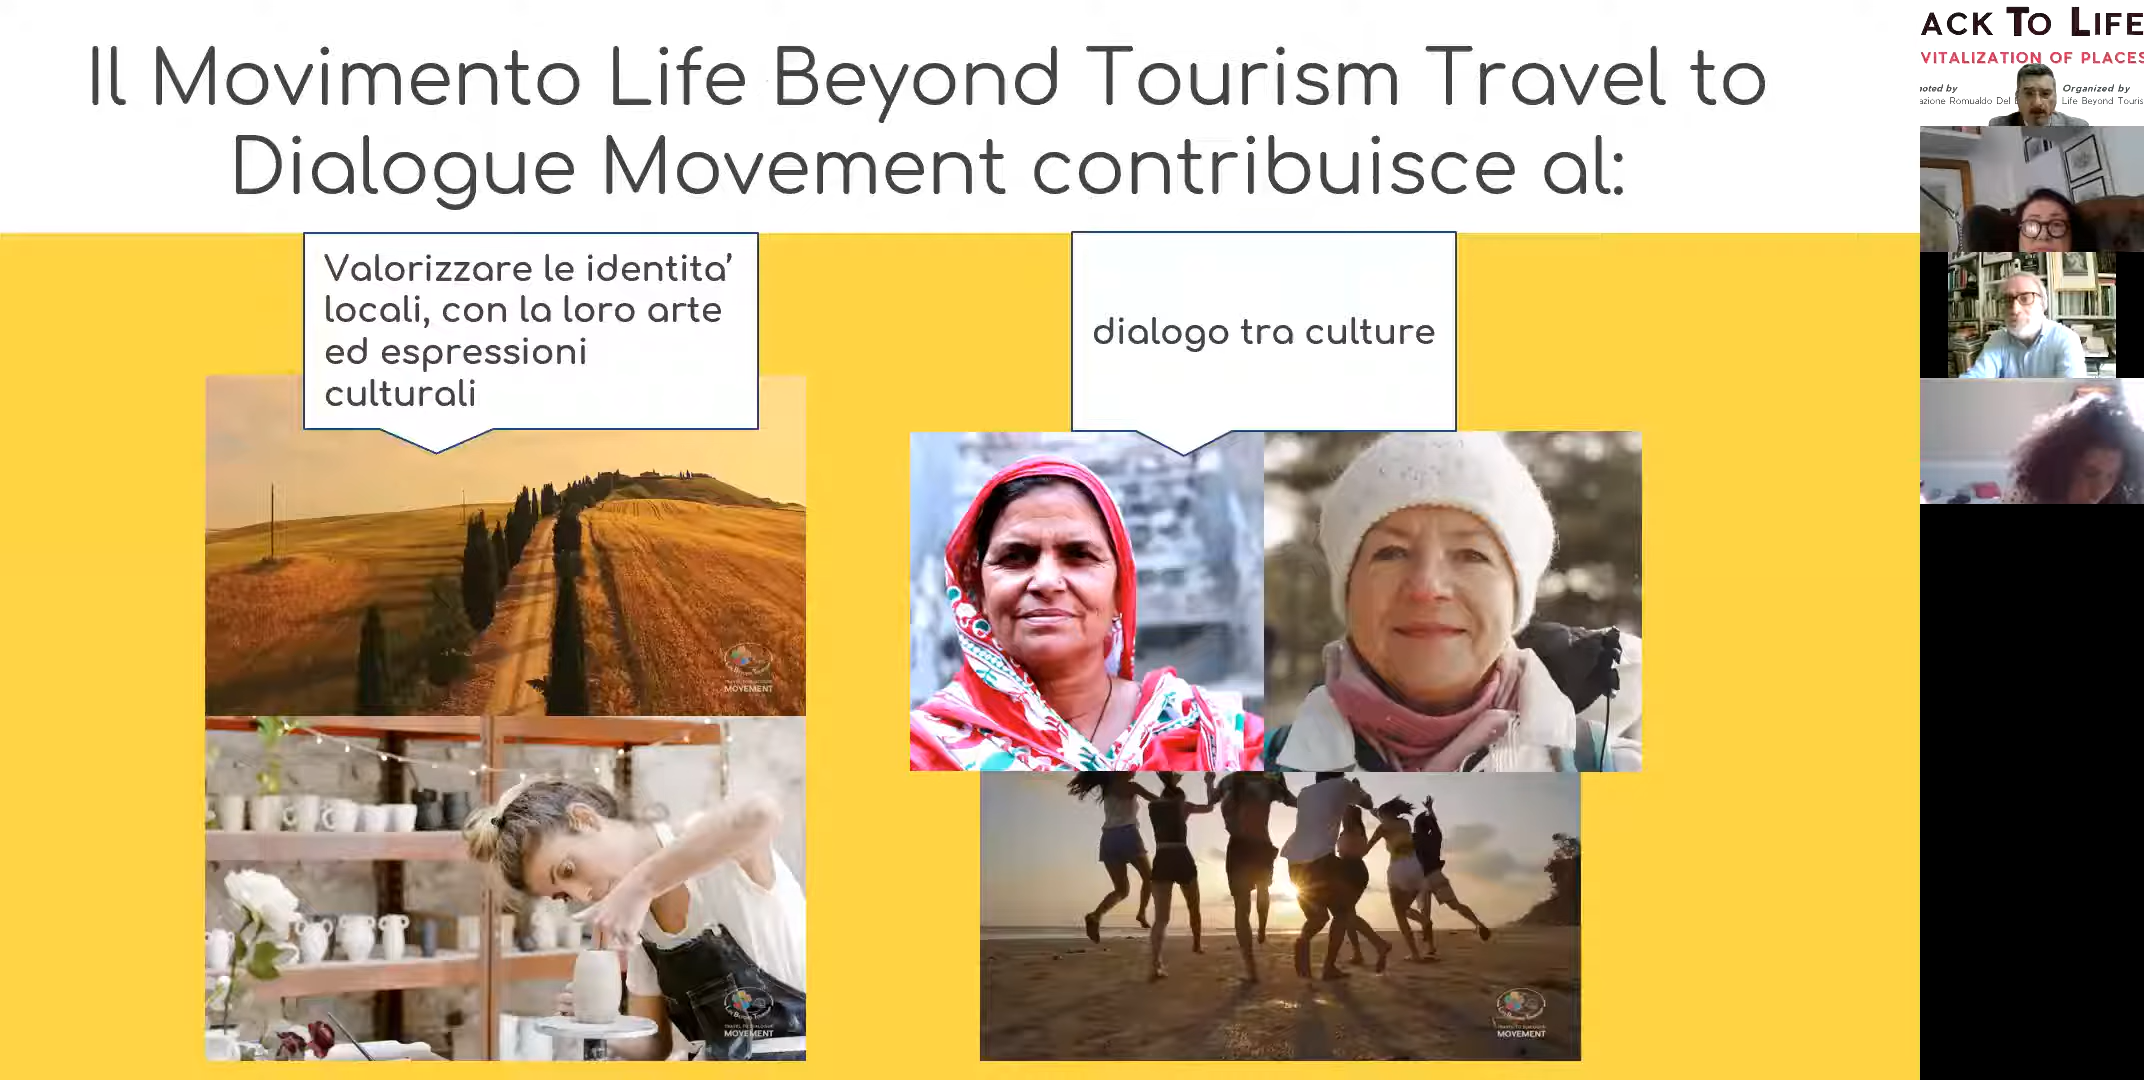 Il Movimento Life Beyond Tourism Travel to
Dialogue Movement contribuisce al:
Valorizzare le identita'
locali, con la loro arte
ed espressioni
culturali
dialogo tra culture
MOVEMENT
MOVEMENT
MOVEMENT
ACK TO LIFE
VITALIZATION OF PLACES
Organized by
azione Romualdo Del
Life Beyond Touris